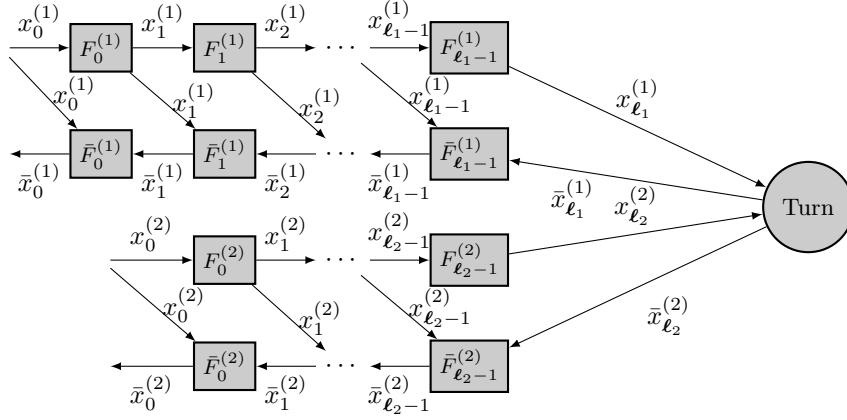 x_0^{(1)} x_1^{(1)} x_2^{(1)} x_{ℓ_1−1}^{(1)}
F_0^{(1)} F_1^{(1)} ··· F_{ℓ_1−1}^{(1)}
x_0^{(1)} x_1^{(1)} x_2^{(1)} x_{ℓ_1−1}^{(1)} x_{ℓ_1}^{(1)}
F̄_0^{(1)} F̄_1^{(1)} ··· F̄_{ℓ_1−1}^{(1)}
x̄_0^{(1)} x̄_1^{(1)} x̄_2^{(1)} x̄_{ℓ_1−1}^{(1)} x̄_{ℓ_1}^{(1)}
Turn
x_0^{(2)} x_1^{(2)} x_{ℓ_2−1}^{(2)} x_{ℓ_2}^{(2)}
F_0^{(2)} ··· F_{ℓ_2−1}^{(2)}
x_0^{(2)} x_1^{(2)} x_{ℓ_2−1}^{(2)} x̄_{ℓ_2}^{(2)}
F̄_0^{(2)} ··· F̄_{ℓ_2−1}^{(2)}
x̄_0^{(2)} x̄_1^{(2)} x̄_{ℓ_2−1}^{(2)}